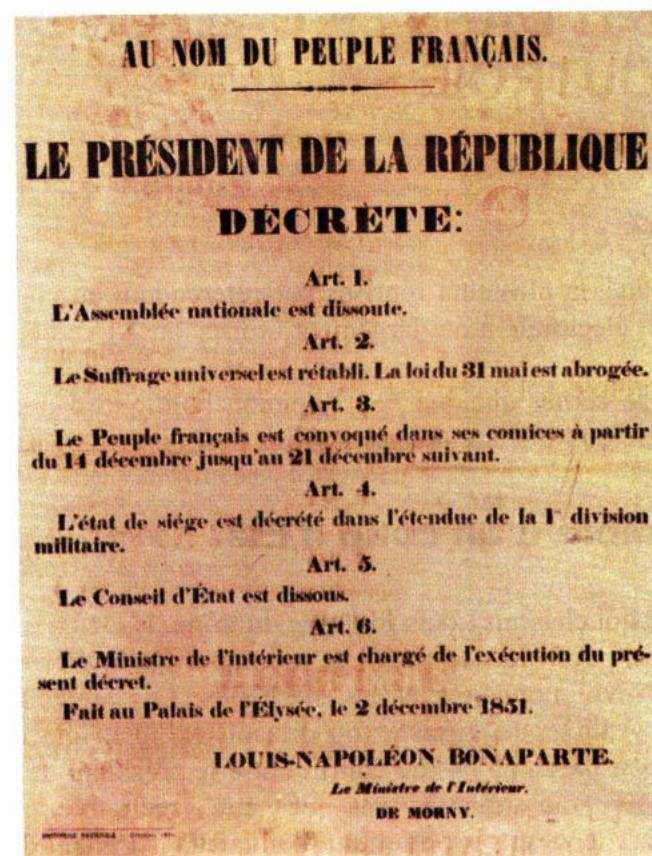 AU NOM DU PEUPLE FRANÇAIS.
LE PRÉSIDENT DE LA RÉPUBLIQUE
DÉCRÈTE:
Art. 1.
L'Assemblée nationale est dissoute.
Art. 2.
Le Suffrage universel est rétabli. La loi du 31 mai est abrogée.
Art. 3.
Le Peuple français est convoqué dans ses comices à partir
du 14 décembre jusqu'au 21 décembre suivant.
Art. 4.
L'état de siége est décrété dans l'étendue de la 1re division
militaire.
Art. 5.
Le Conseil d'État est dissous.
Art. 6.
Le Ministre de l'intérieur est chargé de l'exécution du pré-
sent décret.
Fait au Palais de l'Élysée, le 2 décembre 1851.
LOUIS-NAPOLÉON BONAPARTE.
Le Ministre de l'Intérieur.
DE MORNY.
IMPRIMERIE NATIONALE